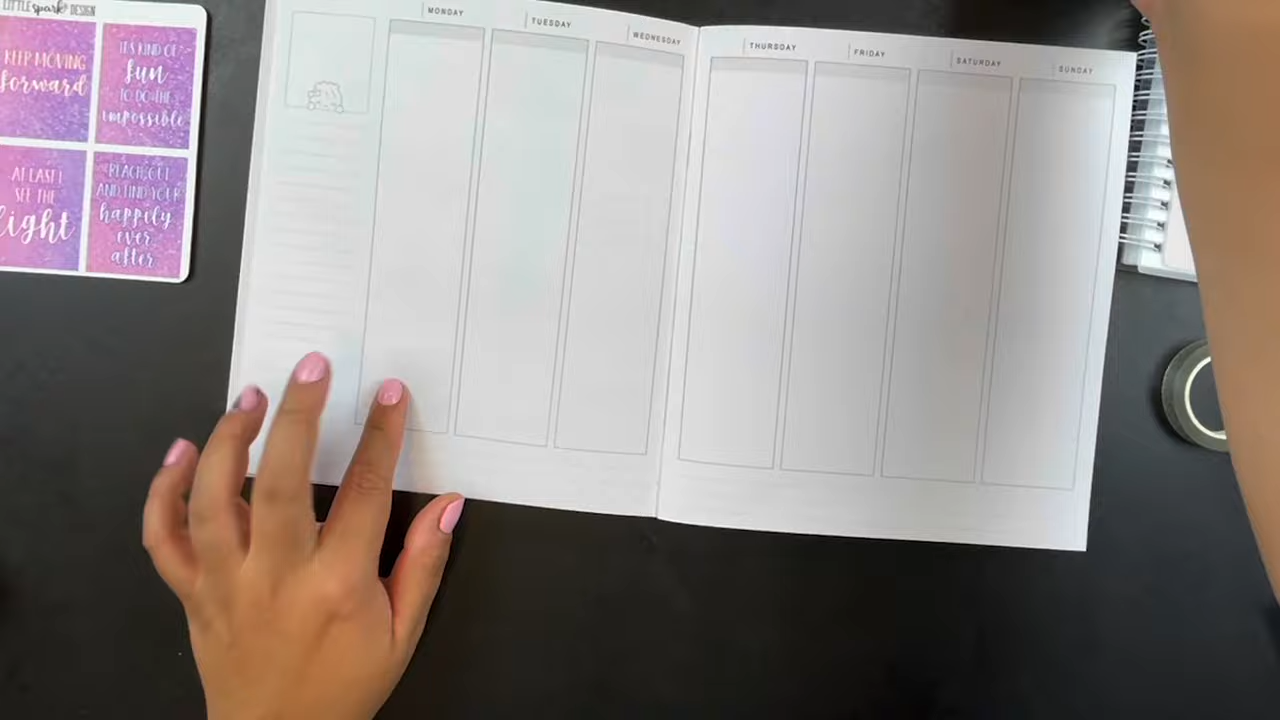 LITTLE spark DESIGN
KEEP MOVING
forward
IT'S KIND OF
fun
TO DO THE
impossible
AT LAST I
SEE THE
light
REACH OUT
AND FIND YOUR
happily
ever
after
MONDAY
TUESDAY
WEDNESDAY
THURSDAY
FRIDAY
SATURDAY
SUNDAY